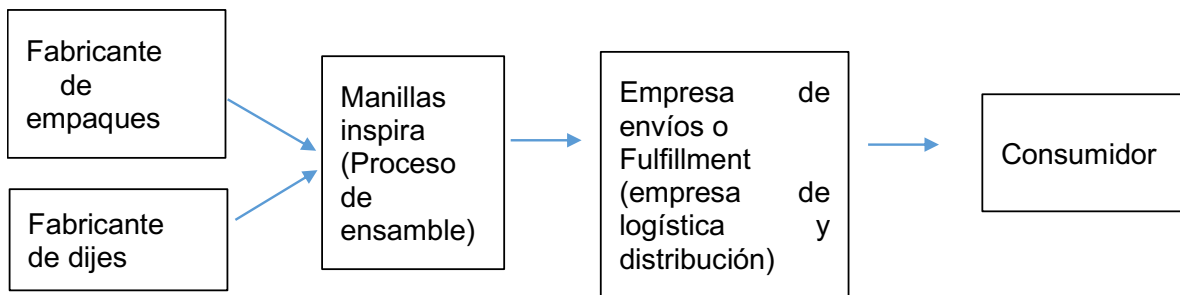 Fabricante
de
empaques
Fabricante
de dijes
Manillas
inspira
(Proceso
de
ensamble)
Empresa de
envíos o
Fulfillment
(empresa de
logística y
distribución)
Consumidor